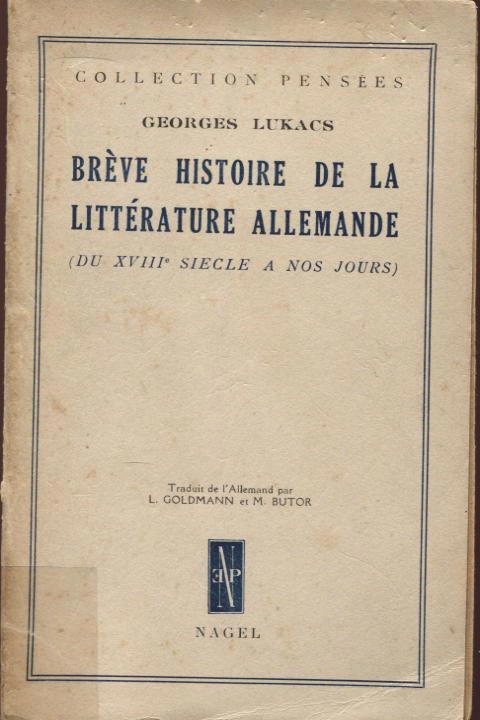 COLLECTION PENSÉES
GEORGES LUKACS
BRÈVE HISTOIRE DE LA
LITTÉRATURE ALLEMANDE
(DU XVIIIe SIECLE A NOS JOURS)
Traduit de l'Allemand par
L. GOLDMANN et M. BUTOR
NAGEL